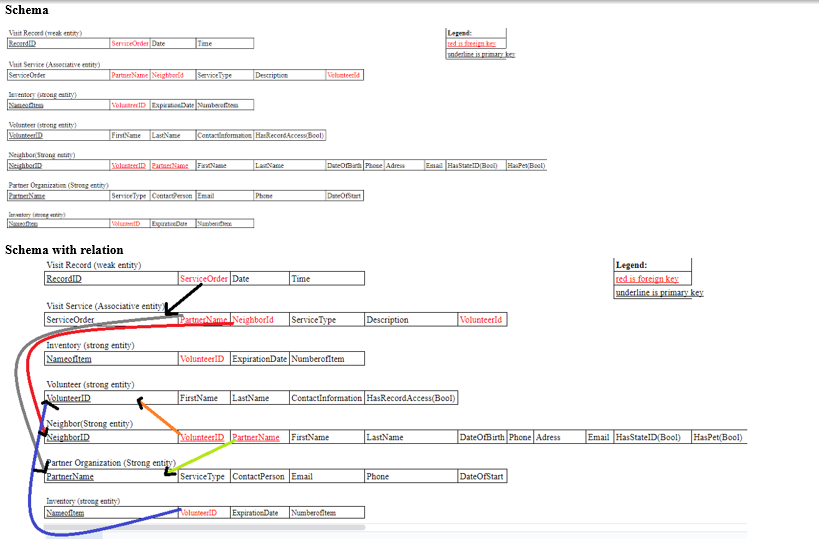 Schema
Visit Record (weak entity)
RecordID ServiceOrder Date Time
Legend:
red is foreign key
underline is primary key
Visit Service (Associative entity)
ServiceOrder PartnerName NeighborId ServiceType Description VolunteerId
Inventory (strong entity)
NameofItem VolunteerID ExpirationDate NumberofItem
Volunteer (strong entity)
VolunteerID FirstName LastName ContactInformation HasRecordAccess(Bool)
Neighbor(Strong entity)
NeighborID VolunteerID PartnerName FirstName LastName DateOfBirth Phone Adress Email HasStateID(Bool) HasPet(Bool)
Partner Organization (Strong entity)
PartnerName ServiceType ContactPerson Email Phone DateOfStart
Inventory (strong entity)
NameofItem VolunteerID ExpirationDate NumberofItem
Schema with relation
Visit Record (weak entity)
RecordID ServiceOrder Date Time
Legend:
red is foreign key
underline is primary key
Visit Service (Associative entity)
ServiceOrder PartnerName NeighborId ServiceType Description VolunteerId
Inventory (strong entity)
NameofItem VolunteerID ExpirationDate NumberofItem
Volunteer (strong entity)
VolunteerID FirstName LastName ContactInformation HasRecordAccess(Bool)
Neighbor(Strong entity)
NeighborID VolunteerID PartnerName FirstName LastName DateOfBirth Phone Adress Email HasStateID(Bool) HasPet(Bool)
Partner Organization (Strong entity)
PartnerName ServiceType ContactPerson Email Phone DateOfStart
Inventory (strong entity)
NameofItem VolunteerID ExpirationDate NumberofItem